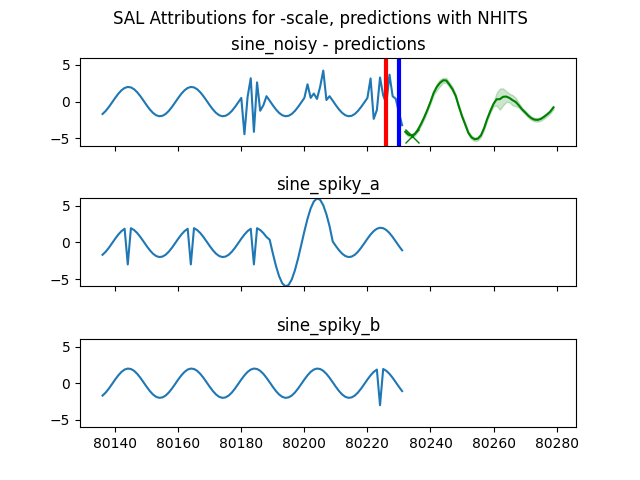 SAL Attributions for -scale, predictions with NHITS
sine_noisy - predictions
5
0
−5
sine_spiky_a
5
0
−5
sine_spiky_b
5
0
−5
80140 80160 80180 80200 80220 80240 80260 80280